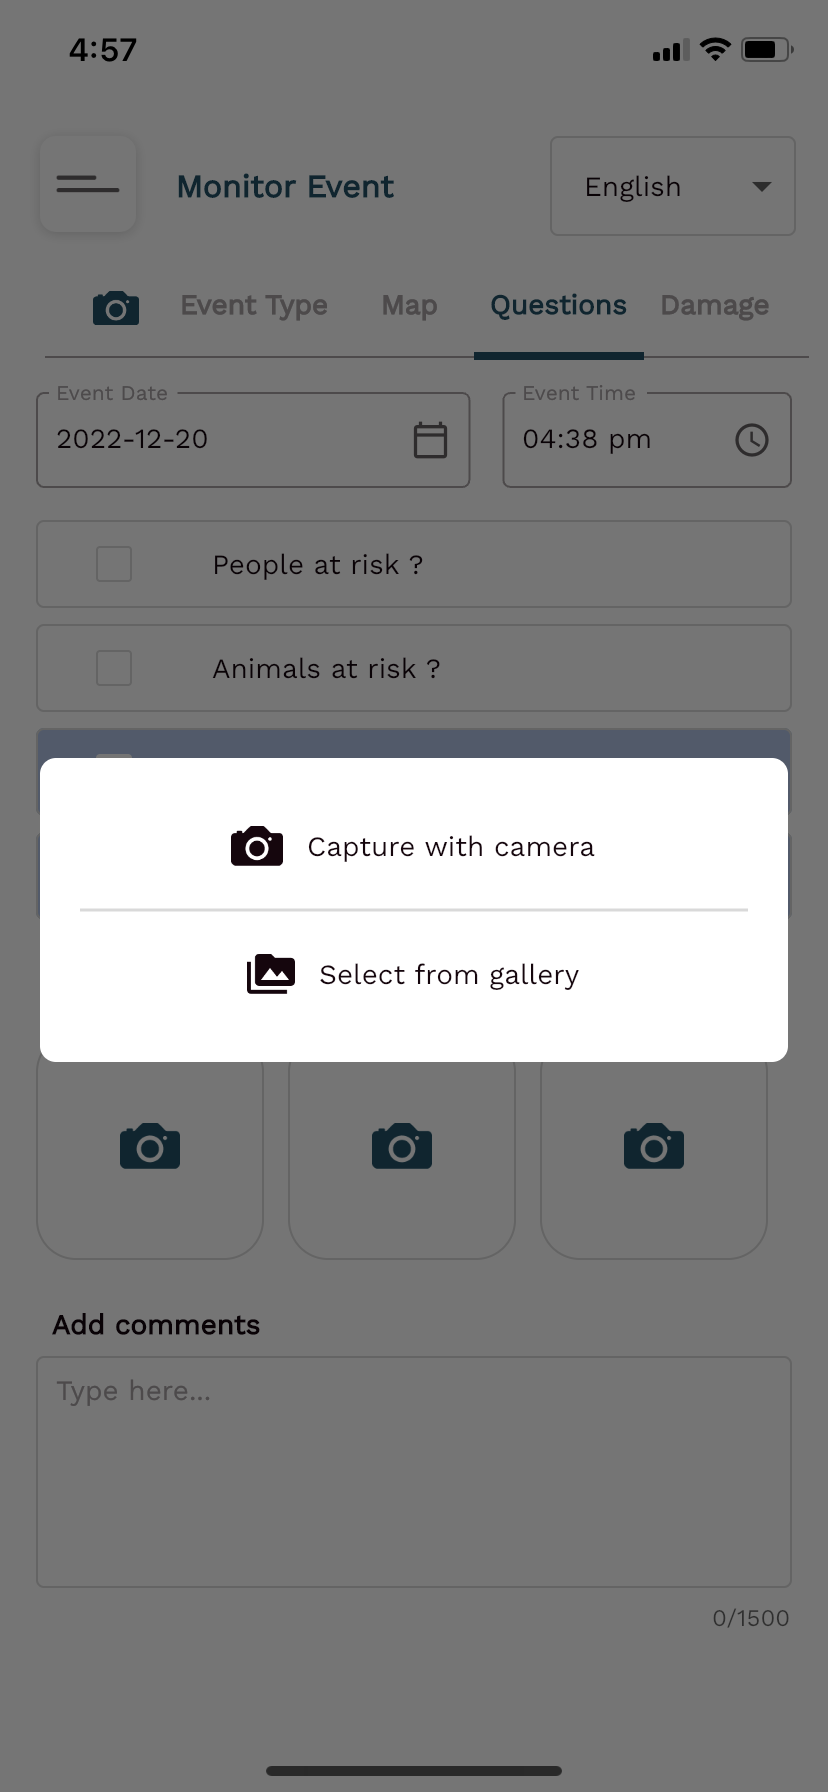 4:57
Monitor Event
English
Event Type Map Questions Damage
Event Date
Event Time
2022-12-20
04:38 pm
People at risk ?
Animals at risk ?
Capture with camera
Select from gallery
Add comments
Type here...
0/1500